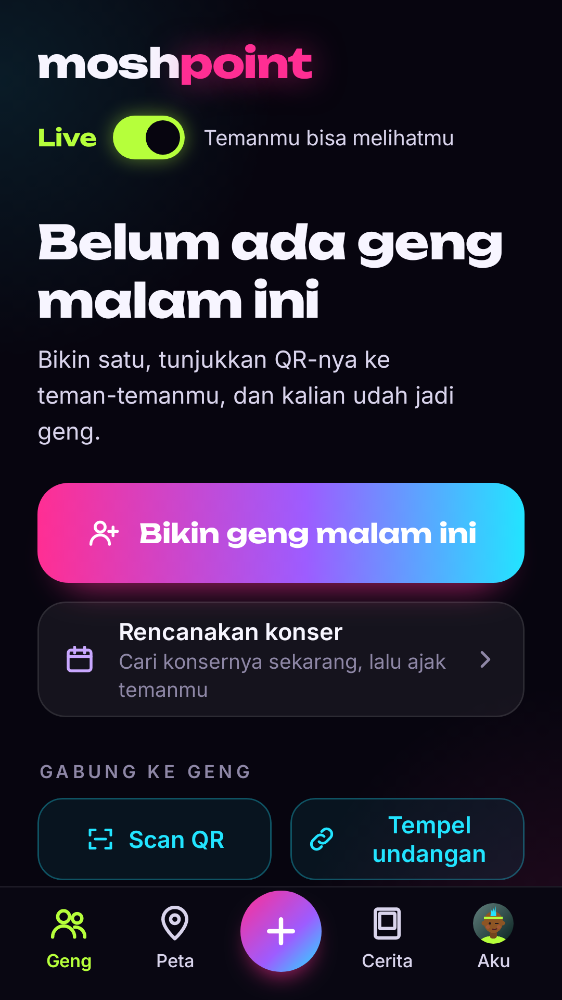 moshpoint
Live
Temanmu bisa melihatmu
Belum ada geng
malam ini
Bikin satu, tunjukkan QR-nya ke
teman-temanmu, dan kalian udah jadi
geng.
Bikin geng malam ini
Rencanakan konser
Cari konsernya sekarang, lalu ajak
temanmu
GABUNG KE GENG
Scan QR
Tempel
undangan
Geng
Peta
Cerita
Aku